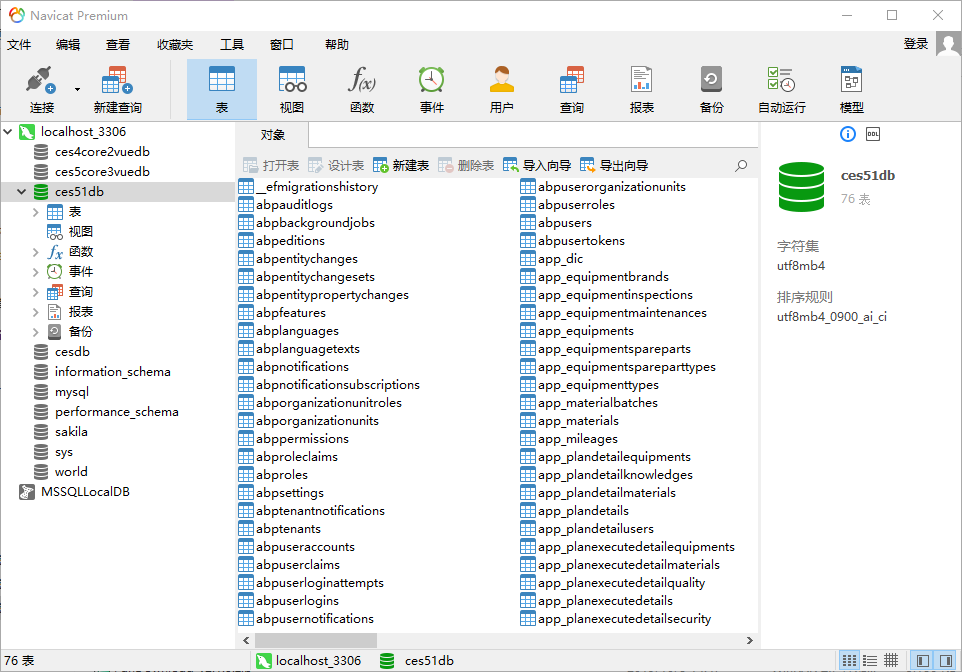 Navicat Premium
文件 编辑 查看 收藏夹 工具 窗口 帮助 登录
连接 新建查询 表 视图 函数 事件 用户 查询 报表 备份 自动运行 模型
localhost_3306
ces4core2vuedb
ces5core3vuedb
ces51db
表
视图
函数
事件
查询
报表
备份
cesdb
information_schema
mysql
performance_schema
sakila
sys
world
MSSQLLocalDB
对象
打开表 设计表 新建表 删除表 导入向导 导出向导
__efmigrationshistory
abpauditlogs
abpbackgroundjobs
abpeditions
abpentitychanges
abpentitychangesets
abpentitypropertychanges
abpfeatures
abplanguages
abplanguagetexts
abpnotifications
abpnotificationsubscriptions
abporganizationunitroles
abporganizationunits
abppermissions
abproleclaims
abproles
abpsettings
abptenantnotifications
abptenants
abpuseraccounts
abpuserclaims
abpuserloginattempts
abpuserlogins
abpusernotifications
abpuserorganizationunits
abpuserroles
abpusers
abpusertokens
app_dic
app_equipmentbrands
app_equipmentinspections
app_equipmentmaintenances
app_equipments
app_equipmentspareparts
app_equipmentspareparttypes
app_equipmenttypes
app_materialbatches
app_materials
app_mileages
app_plandetailequipments
app_plandetailknowledges
app_plandetailmaterials
app_plandetails
app_plandetailusers
app_planexecutedetailequipments
app_planexecutedetailmaterials
app_planexecutedetailquality
app_planexecutedetails
app_planexecutedetailsecurity
DDL
ces51db
76 表
字符集
utf8mb4
排序规则
utf8mb4_0900_ai_ci
76 表 localhost_3306 ces51db